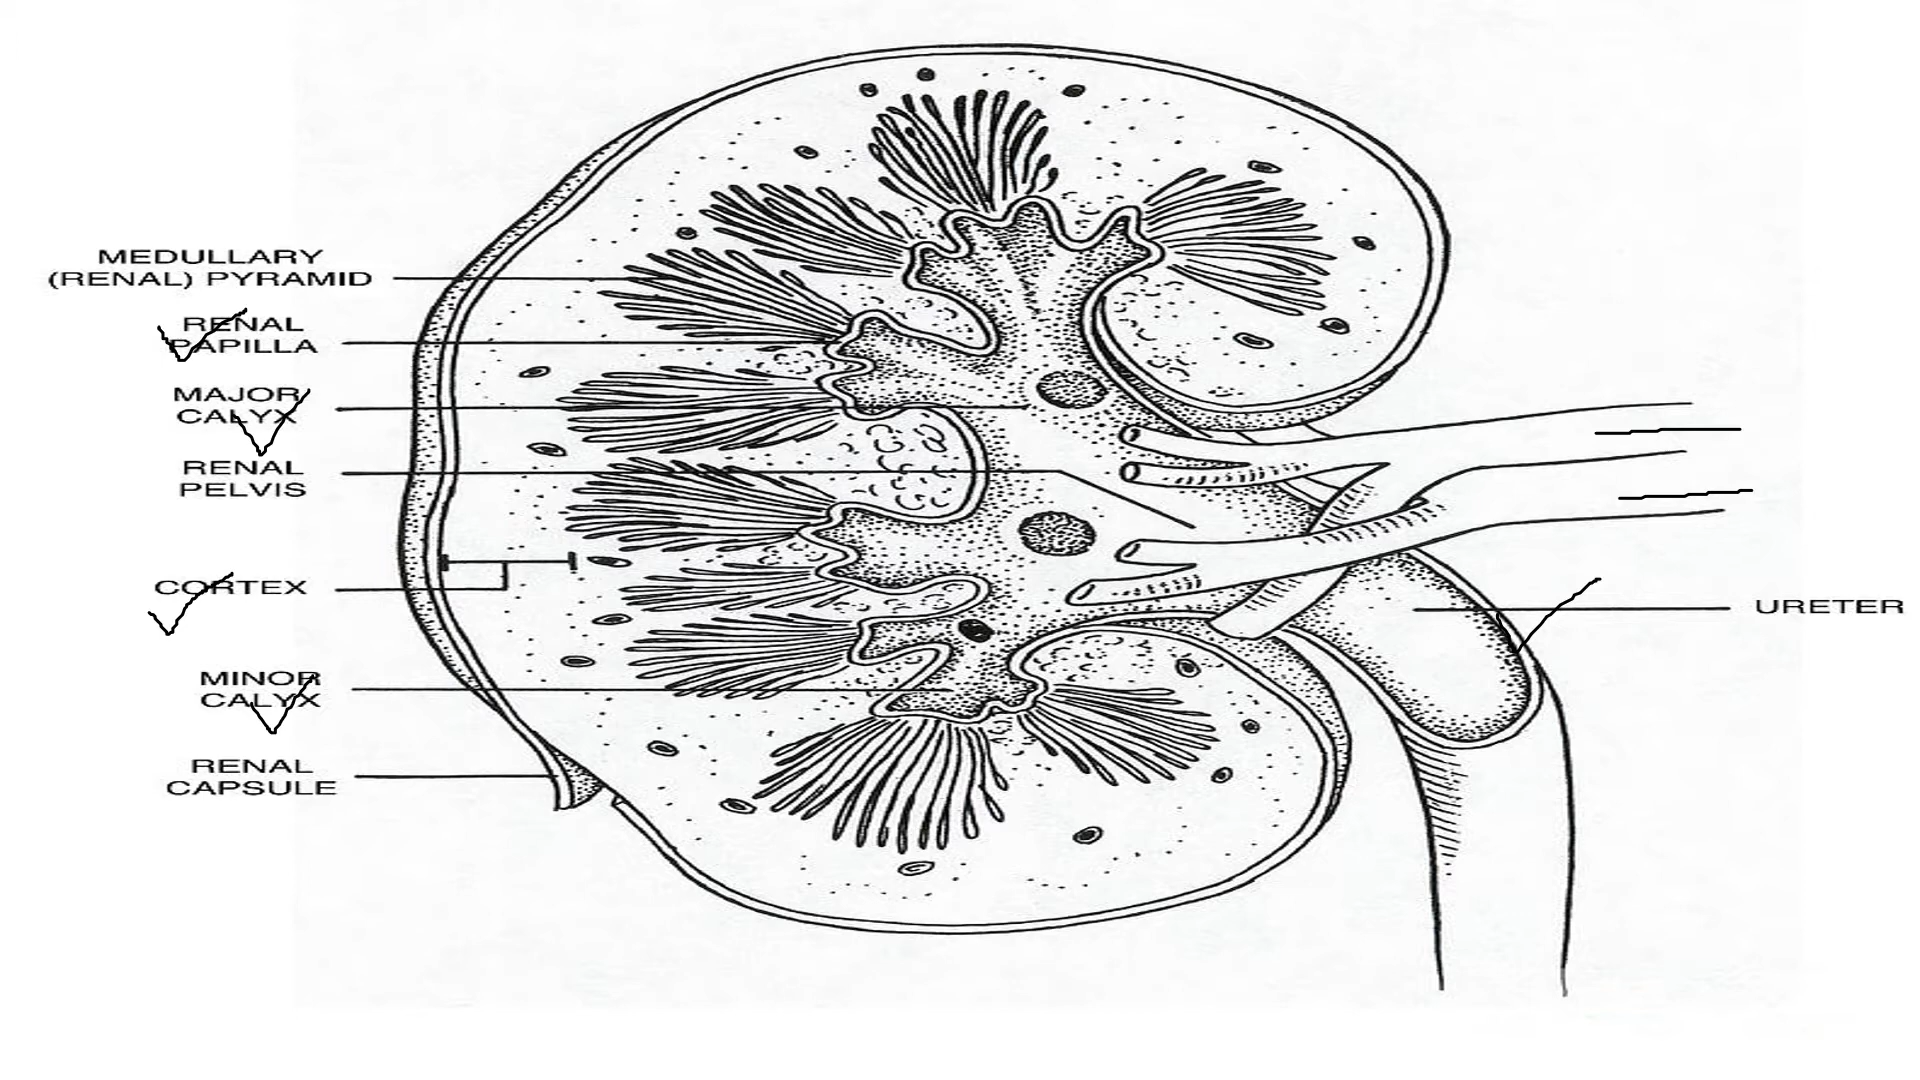 MEDULLARY
(RENAL) PYRAMID
RENAL
PAPILLA
MAJOR
CALYX
RENAL
PELVIS
CORTEX
MINOR
CALYX
RENAL
CAPSULE
URETER